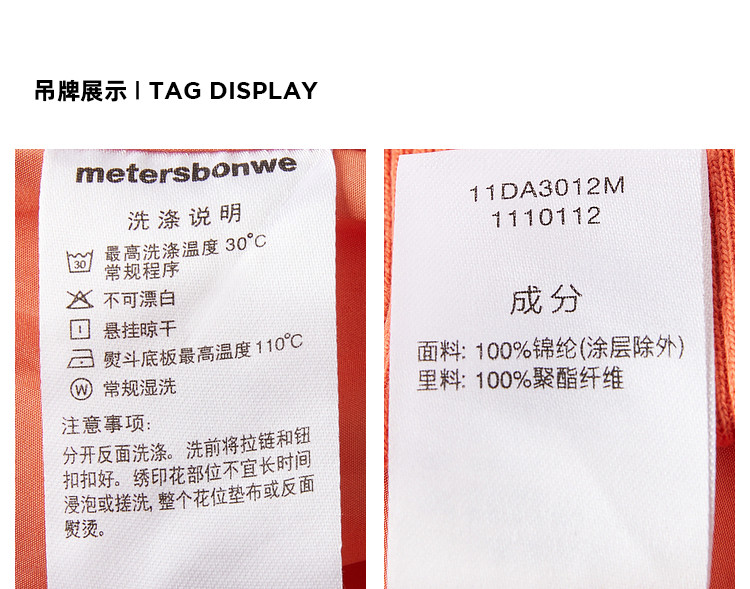 吊牌展示 | TAG DISPLAY
metersbonwe
洗涤说明
30
最高洗涤温度 30℃
常规程序
不可漂白
悬挂晾干
熨斗底板最高温度110℃
W
常规湿洗
注意事项:
分开反面洗涤。洗前将拉链和钮
扣扣好。绣印花部位不宜长时间
浸泡或搓洗,整个花位垫布或反面
熨烫。
11DA3012M
1110112
成分
面料: 100%锦纶(涂层除外)
里料: 100%聚酯纤维